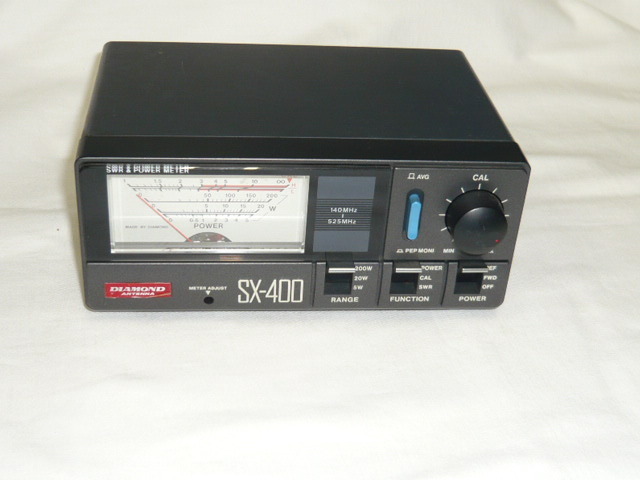 SWR & POWER METER
POWER
140MHz
525MHz
AVG
PEP MONI
CAL
MIN
DIAMOND
ANTENNA
METER ADJUST
SX-400
200W
20W
5W
RANGE
POWER
CAL
SWR
FUNCTION
REF
FWD
OFF
POWER